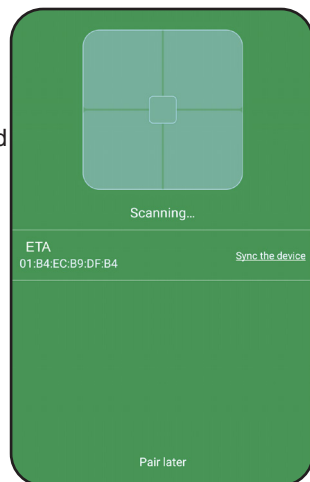 d
Scanning...
ETA
01:B4:EC:B9:DF:B4
Sync the device
Pair later